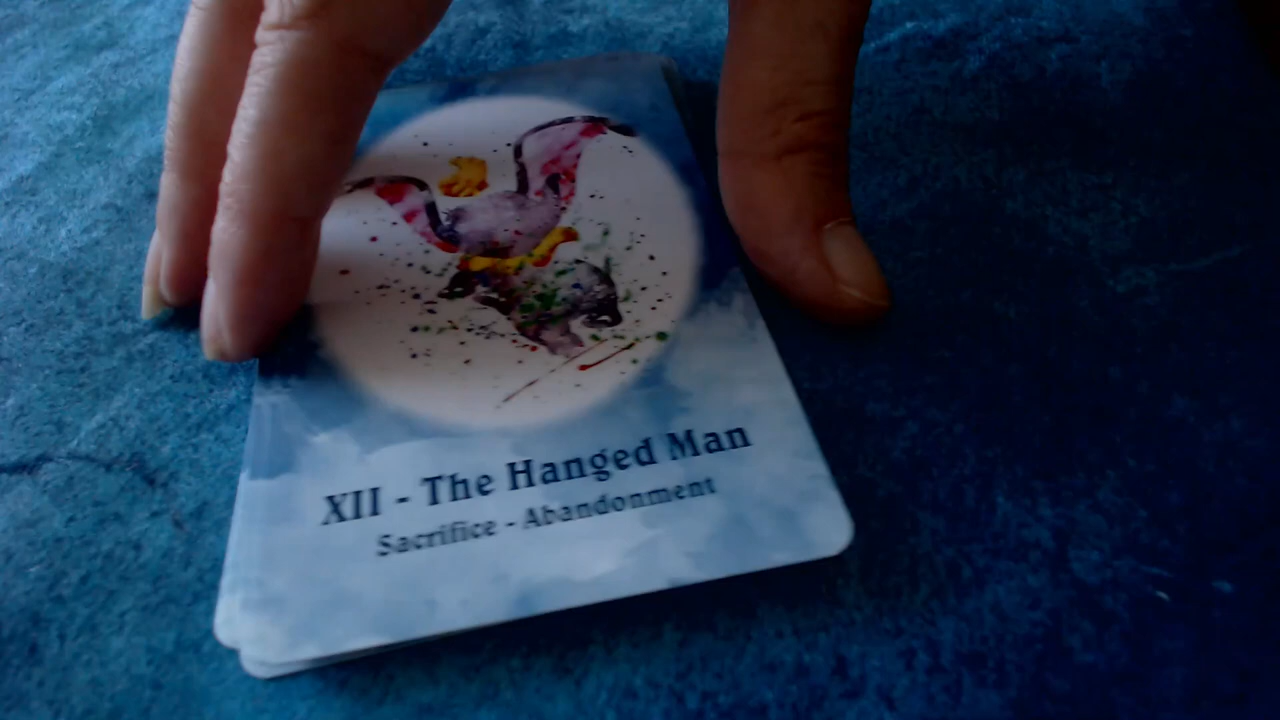 XII - The Hanged Man
Sacrifice - Abandonment